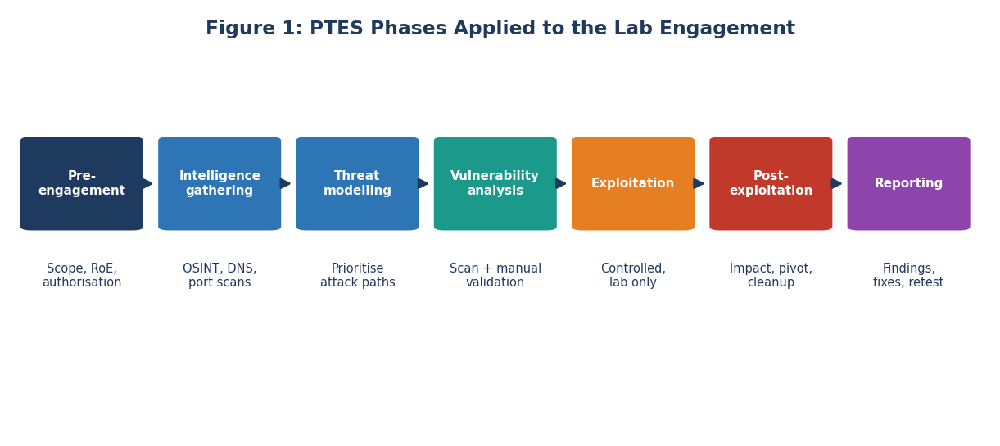 Figure 1: PTES Phases Applied to the Lab Engagement
Pre-
engagement
Intelligence
gathering
Threat
modelling
Vulnerability
analysis
Exploitation
Post-
exploitation
Reporting
Scope, RoE,
authorisation
OSINT, DNS,
port scans
Prioritise
attack paths
Scan + manual
validation
Controlled,
lab only
Impact, pivot,
cleanup
Findings,
fixes, retest